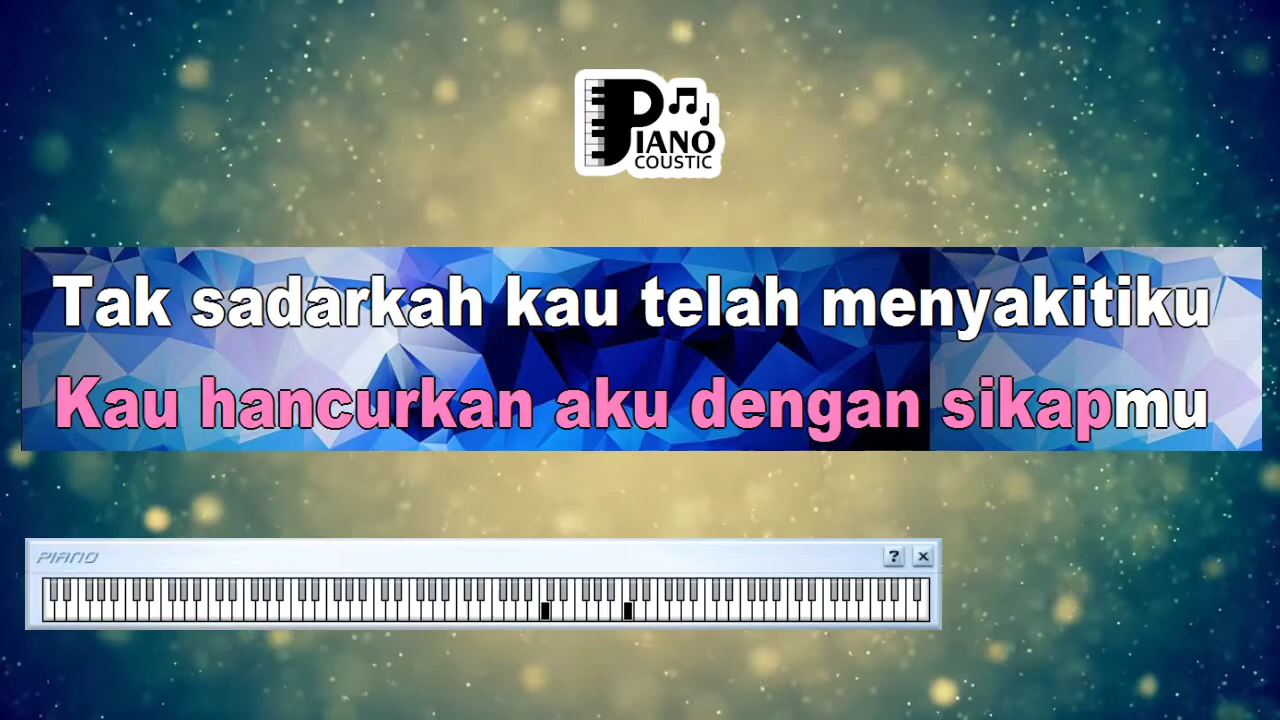 PIANO
COUSTIC
Tak sadarkah kau telah menyakitiku
Kau hancurkan aku dengan sikapmu
PIANO
?
×